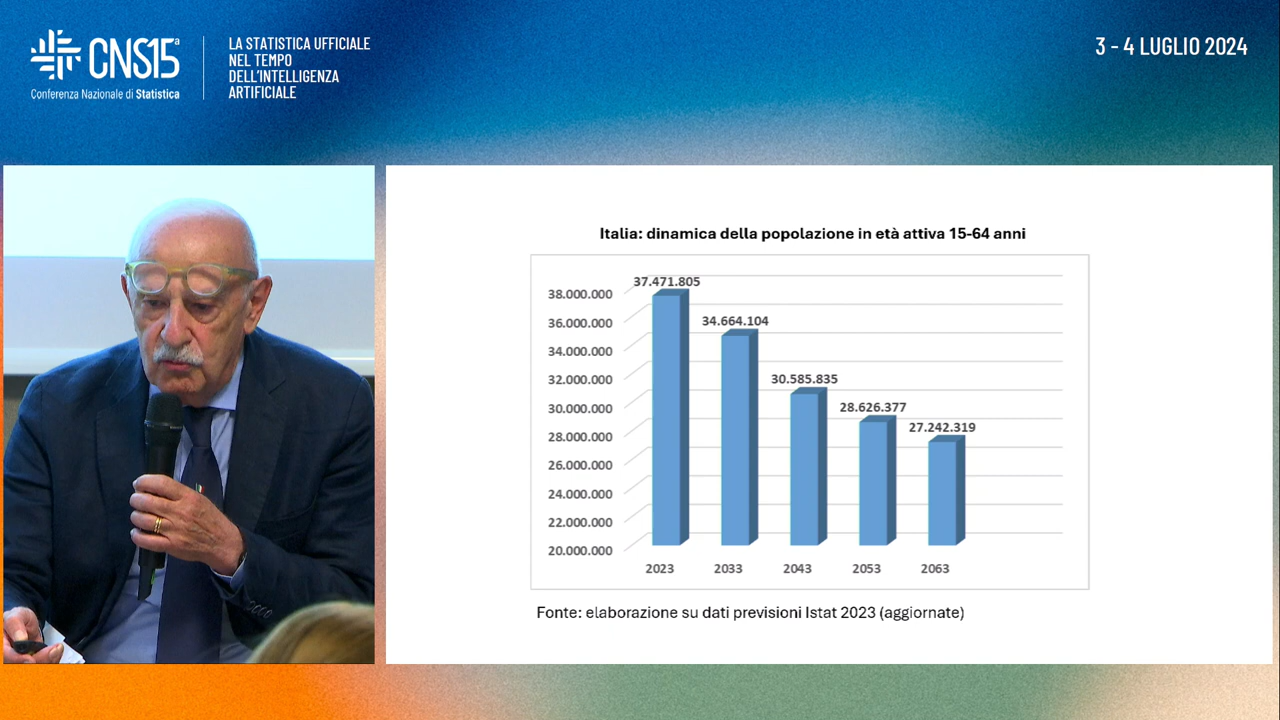 CNS15ª
Conferenza Nazionale di Statistica
LA STATISTICA UFFICIALE
NEL TEMPO
DELL'INTELLIGENZA
ARTIFICIALE
3 - 4 LUGLIO 2024
Italia: dinamica della popolazione in età attiva 15-64 anni
38.000.000
36.000.000
34.000.000
32.000.000
30.000.000
28.000.000
26.000.000
24.000.000
22.000.000
20.000.000
37.471.805
34.664.104
30.585.835
28.626.377
27.242.319
2023 2033 2043 2053 2063
Fonte: elaborazione su dati previsioni Istat 2023 (aggiornate)